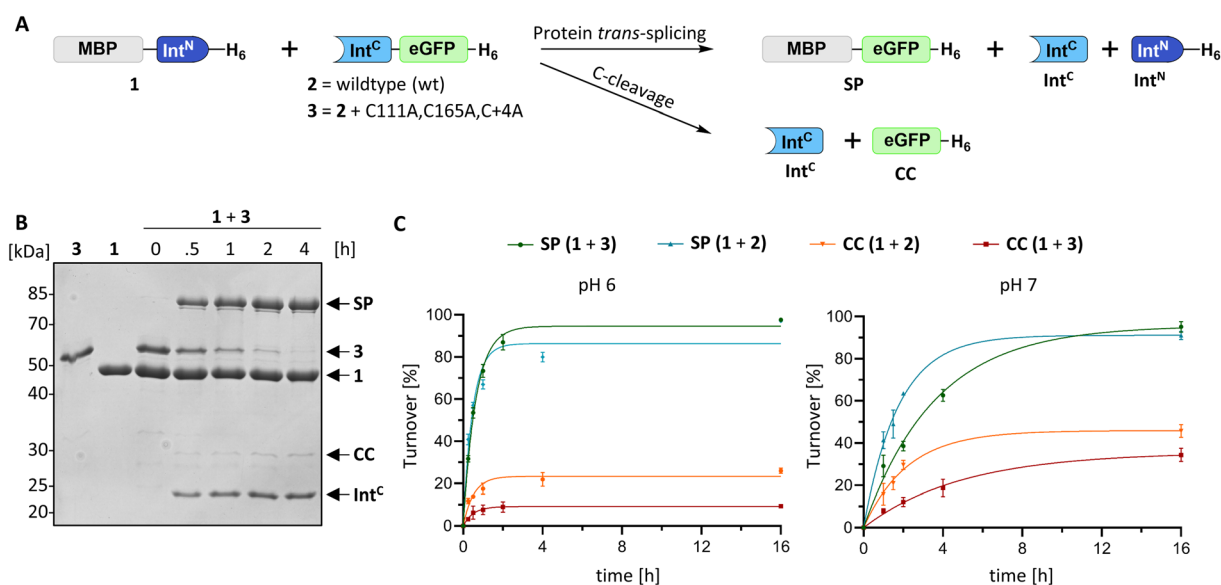 A
MBP Int^N H₆ + Int^C eGFP H₆ Protein trans-splicing MBP eGFP H₆ + Int^C + Int^N H₆
1 2 = wildtype (wt) SP Int^C Int^N
3 = 2 + C111A,C165A,C+4A C-cleavage
Int^C + eGFP H₆
Int^C CC
B
1 + 3
[kDa] 3 1 0 .5 1 2 4 [h]
85 SP
70
3
50 1
40
30 CC
25 Int^C
20
C
SP (1 + 3) SP (1 + 2) CC (1 + 2) CC (1 + 3)
pH 6
Turnover [%]
100
80
60
40
20
0
0 4 8 12 16
time [h]
pH 7
Turnover [%]
100
80
60
40
20
0
0 4 8 12 16
time [h]